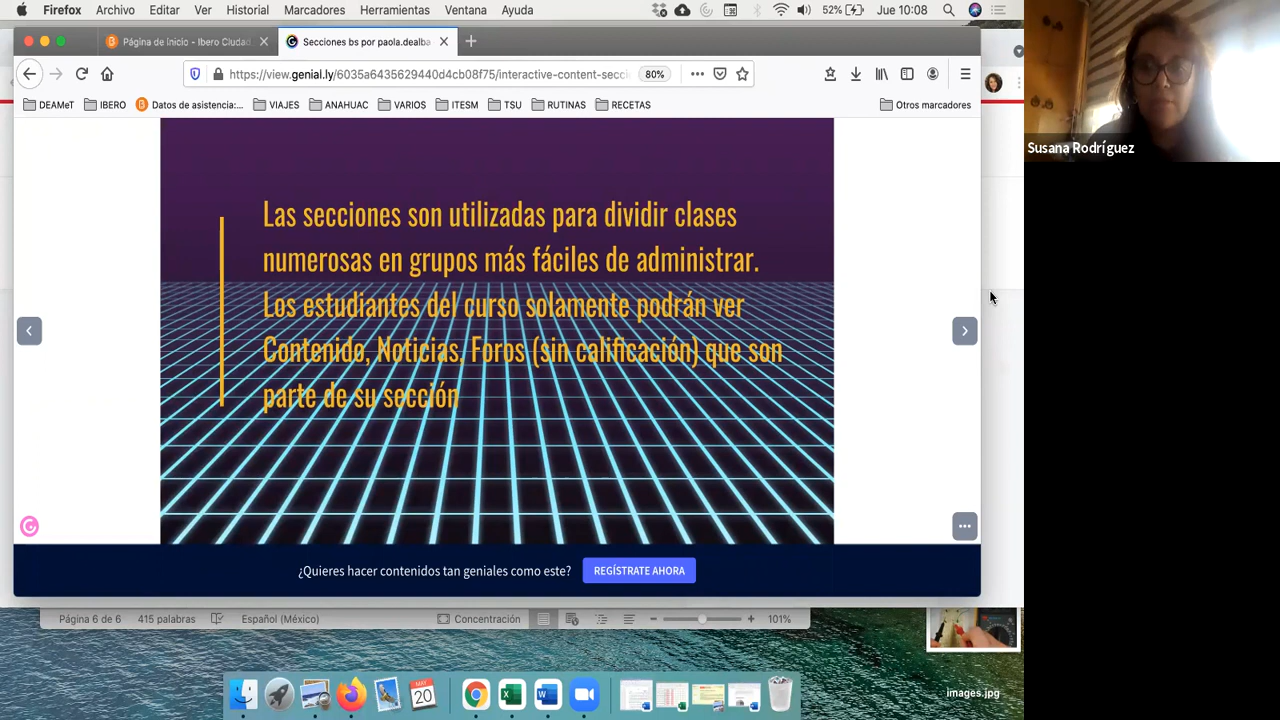 Firefox Archivo Editar Ver Historial Marcadores Herramientas Ventana Ayuda 52% Jue 10:08
Página de inicio - Ibero Ciudad
Secciones bs por paola.dealba
https://view.genial.ly/6035a6435629440d4cb08f75/interactive-content-secci
80%
DEAMeT IBERO Datos de asistencia:... VIAJES ANAHUAC VARIOS ITESM TSU RUTINAS RECETAS Otros marcadores
Susana Rodríguez
Las secciones son utilizadas para dividir clases
numerosas en grupos más fáciles de administrar.
Los estudiantes del curso solamente podrán ver
Contenido, Noticias, Foros (sin calificación) que son
parte de su sección
¿Quieres hacer contenidos tan geniales como este? REGÍSTRATE AHORA
Página 6 de 6 415 palabras Español (México) Concentración 101%
MAY
20
images.jpg